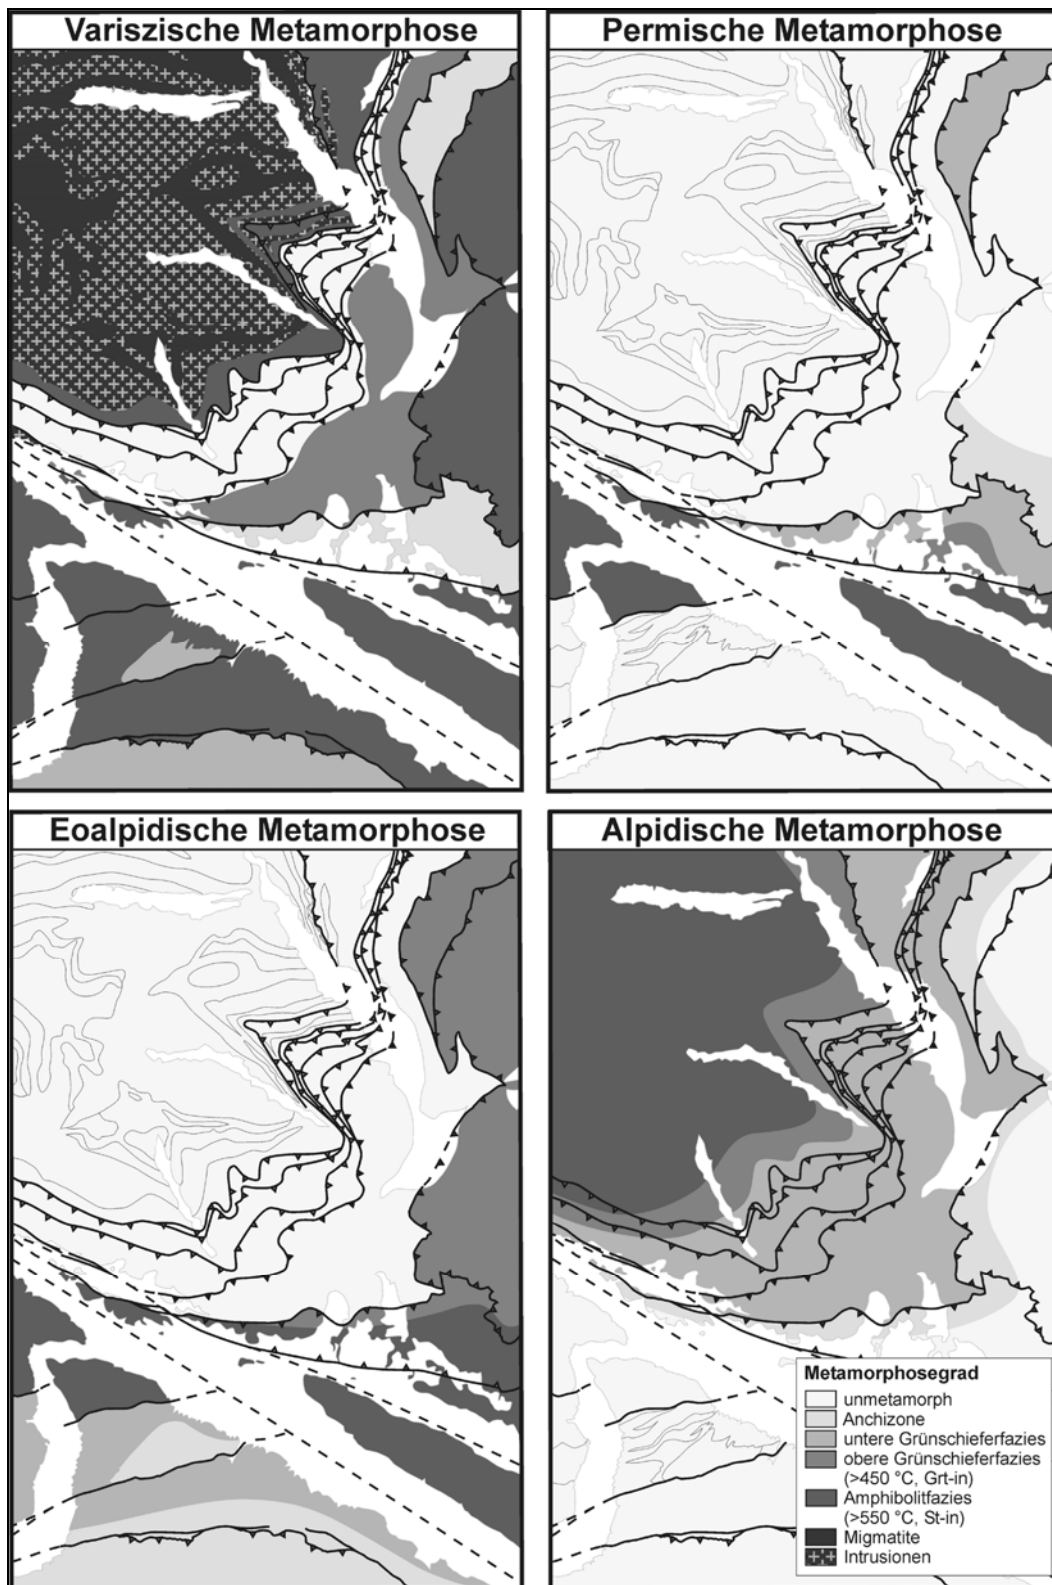 Variszische Metamorphose
Permische Metamorphose
Eoalpidische Metamorphose
Alpidische Metamorphose
Metamorphosegrad
unmetamorph
Anchizone
untere Grünschieferfazies
obere Grünschieferfazies
(>450 °C, Grt-in)
Amphibolitfazies
(>550 °C, St-in)
Migmatite
Intrusionen